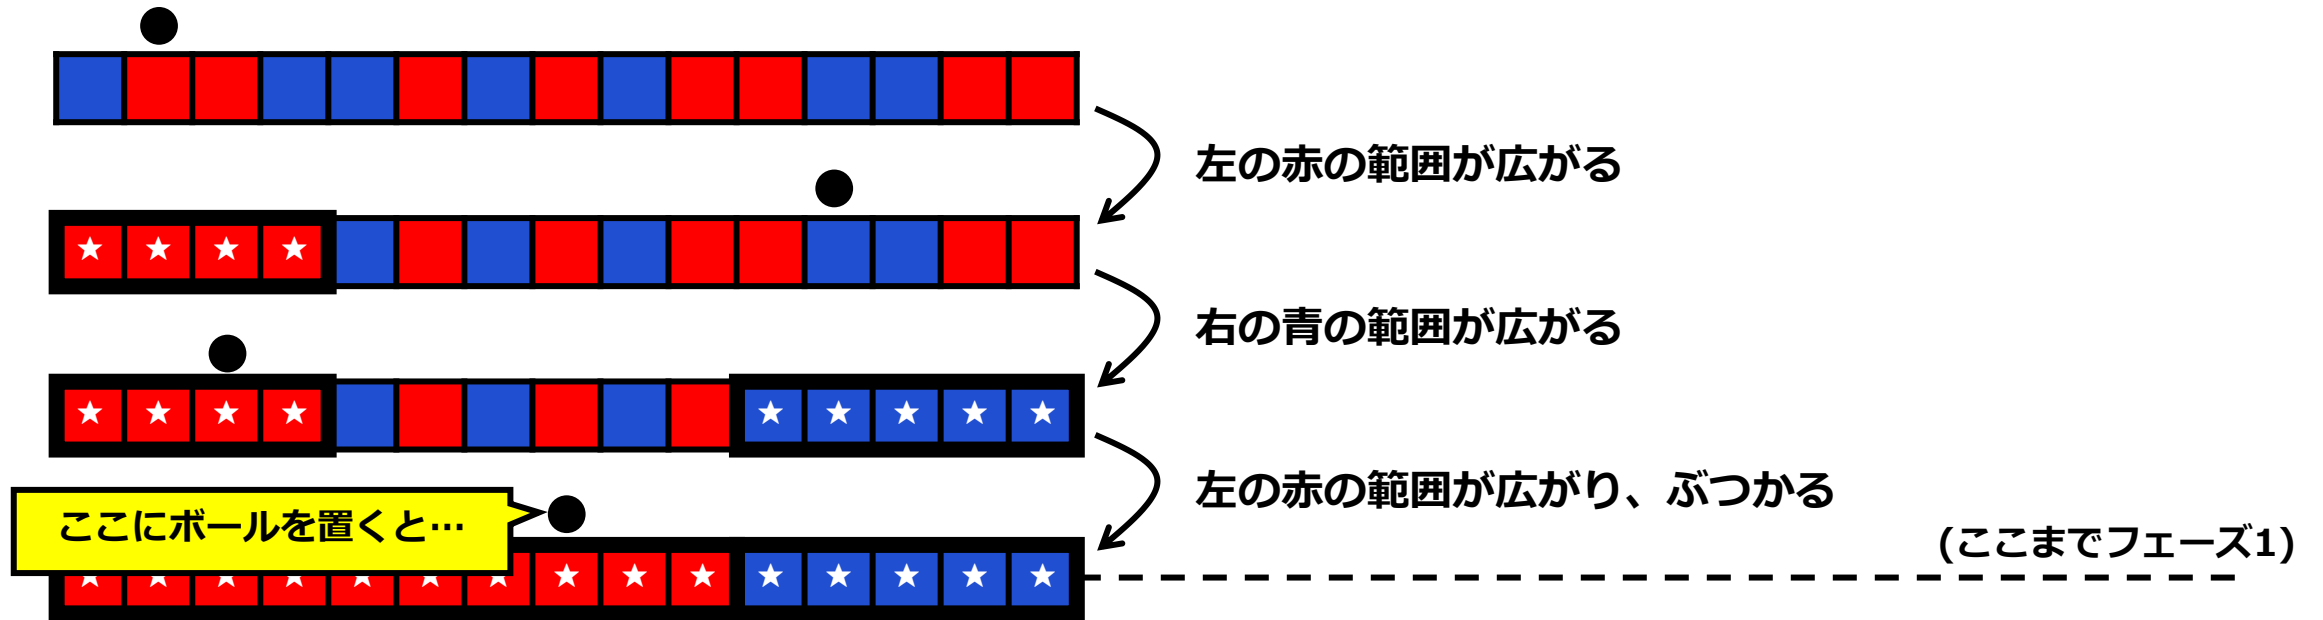 左の赤の範囲が広がる
右の青の範囲が広がる
左の赤の範囲が広がり、ぶつかる
ここにボールを置くと…
(ここまでフェーズ1)